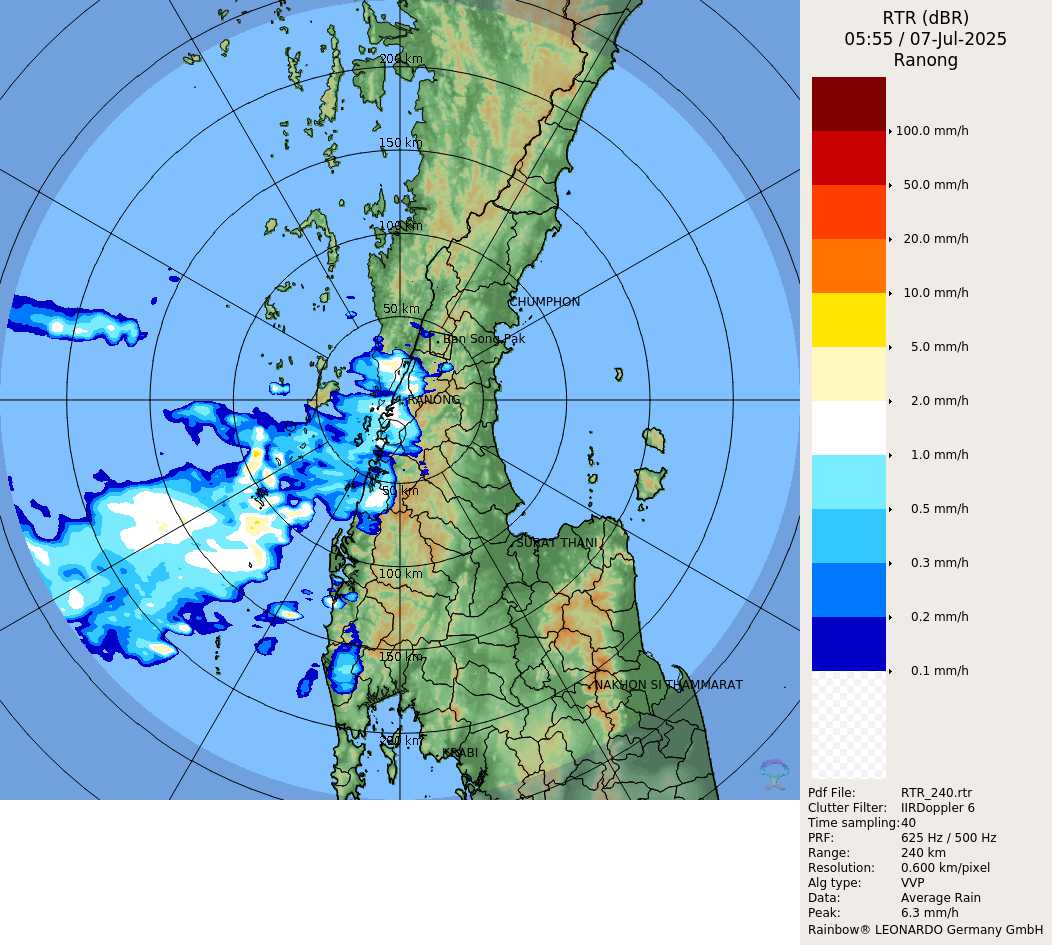 RTR (dBR)
05:55 / 07-Jul-2025
Ranong
200 km
150 km
100 km
50 km
CHUMPHON
Ban Song Pak
RANONG
50 km
SURAT THANI
100 km
150 km
NAKHON SI THAMMARAT
200 km
KRABI
100.0 mm/h
50.0 mm/h
20.0 mm/h
10.0 mm/h
5.0 mm/h
2.0 mm/h
1.0 mm/h
0.5 mm/h
0.3 mm/h
0.2 mm/h
0.1 mm/h
Pdf File: RTR_240.rtr
Clutter Filter: IIRDoppler 6
Time sampling: 40
PRF: 625 Hz / 500 Hz
Range: 240 km
Resolution: 0.600 km/pixel
Alg type: VVP
Data: Average Rain
Peak: 6.3 mm/h
Rainbow® LEONARDO Germany GmbH